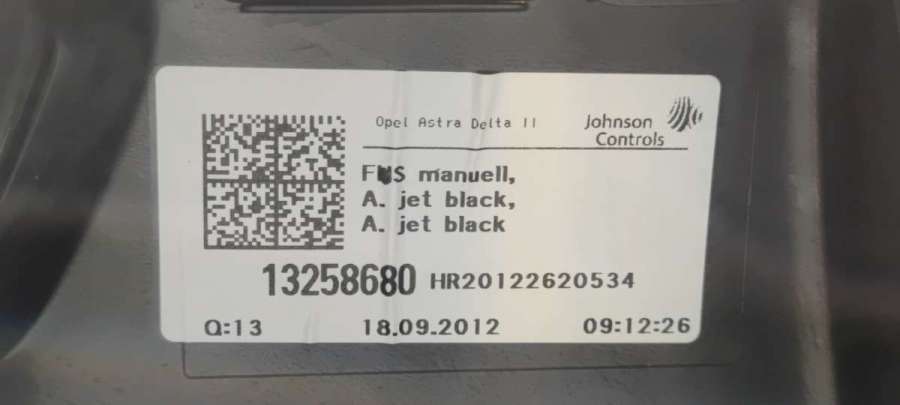 Opel Astra Delta II
Johnson
Controls
manuell,
A. jet black,
A. jet black
13258680 HR20122620534
Q:13 18.09.2012 09:12:26